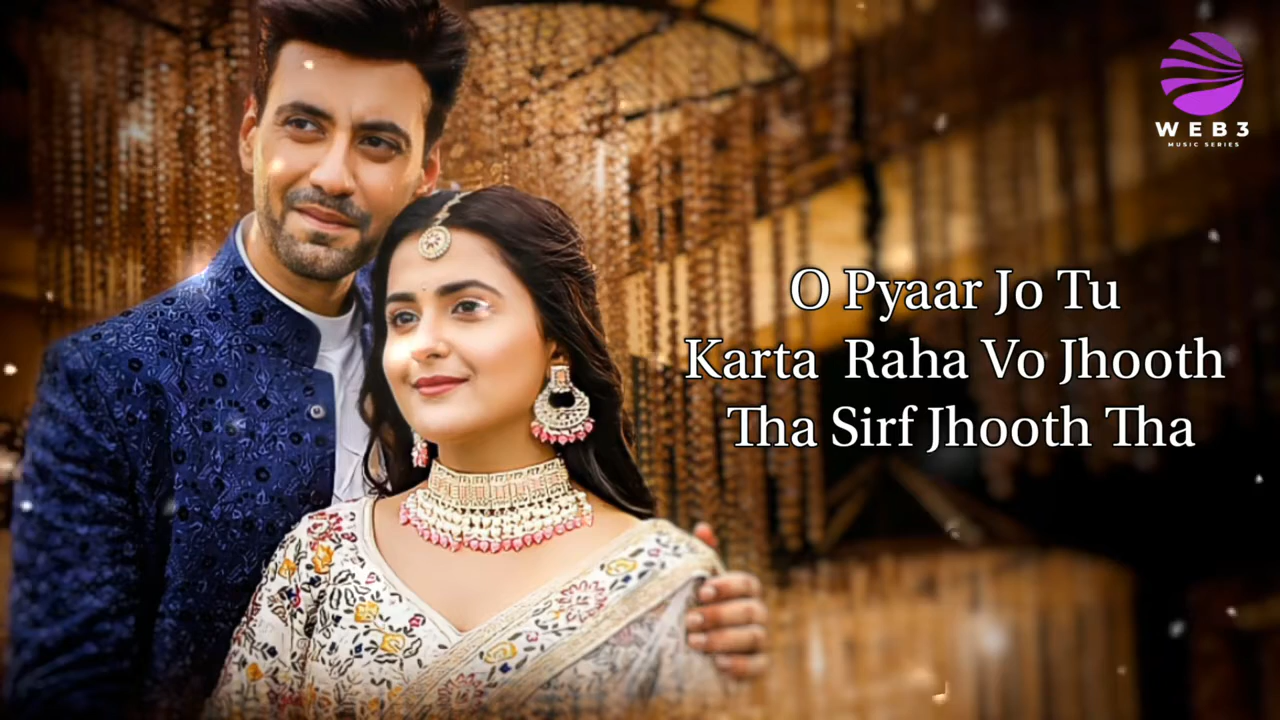 WEB3
MUSIC SERIES
O Pyaar Jo Tu
Karta Raha Vo Jhooth
Tha Sirf Jhooth Tha